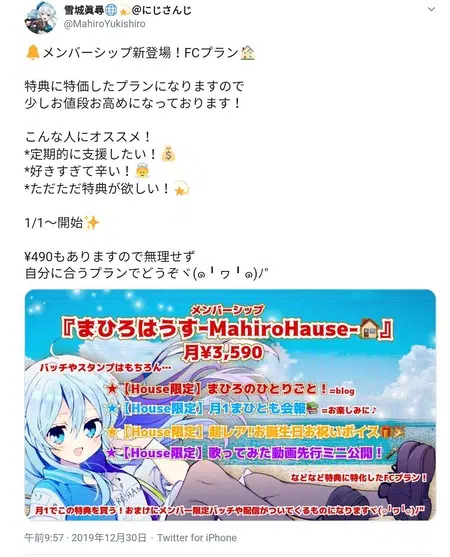 雪城眞尋🌐💫@にじさんじ
@MahiroYukishiro
🔔メンバーシップ新登場！FCプラン🏠
特典に特価したプランになりますので
少しお値段お高めになっております！
こんな人にオススメ！
*定期的に支援したい！💰
*好きすぎて辛い！😇
*ただただ特典が欲しい！💫
1/1〜開始✨
¥490もありますので無理せず
自分に合うプランでどうぞヾ(๑╹ヮ╹๑)ﾉ"
メンバーシップ
『まひろはうす-MahiroHause-🏠』
月¥3,590
バッチやスタンプはもちろん…
★【House限定】まひろのひとりごと！=blog
★【House限定】月1まひとも会報=お楽しみに♪
★【House限定】超レア!!お誕生日お祝いボイス🎁
★【House限定】歌ってみた動画先行ミニ公開！
などなど特典に特化したFCプラン！
月1でこの特典を買う！おまけにメンバー限定バッチや配信がついてくるものになりますヾ(๑╹ヮ╹๑)ﾉ"
午前9:57 · 2019年12月30日 · Twitter for iPhone